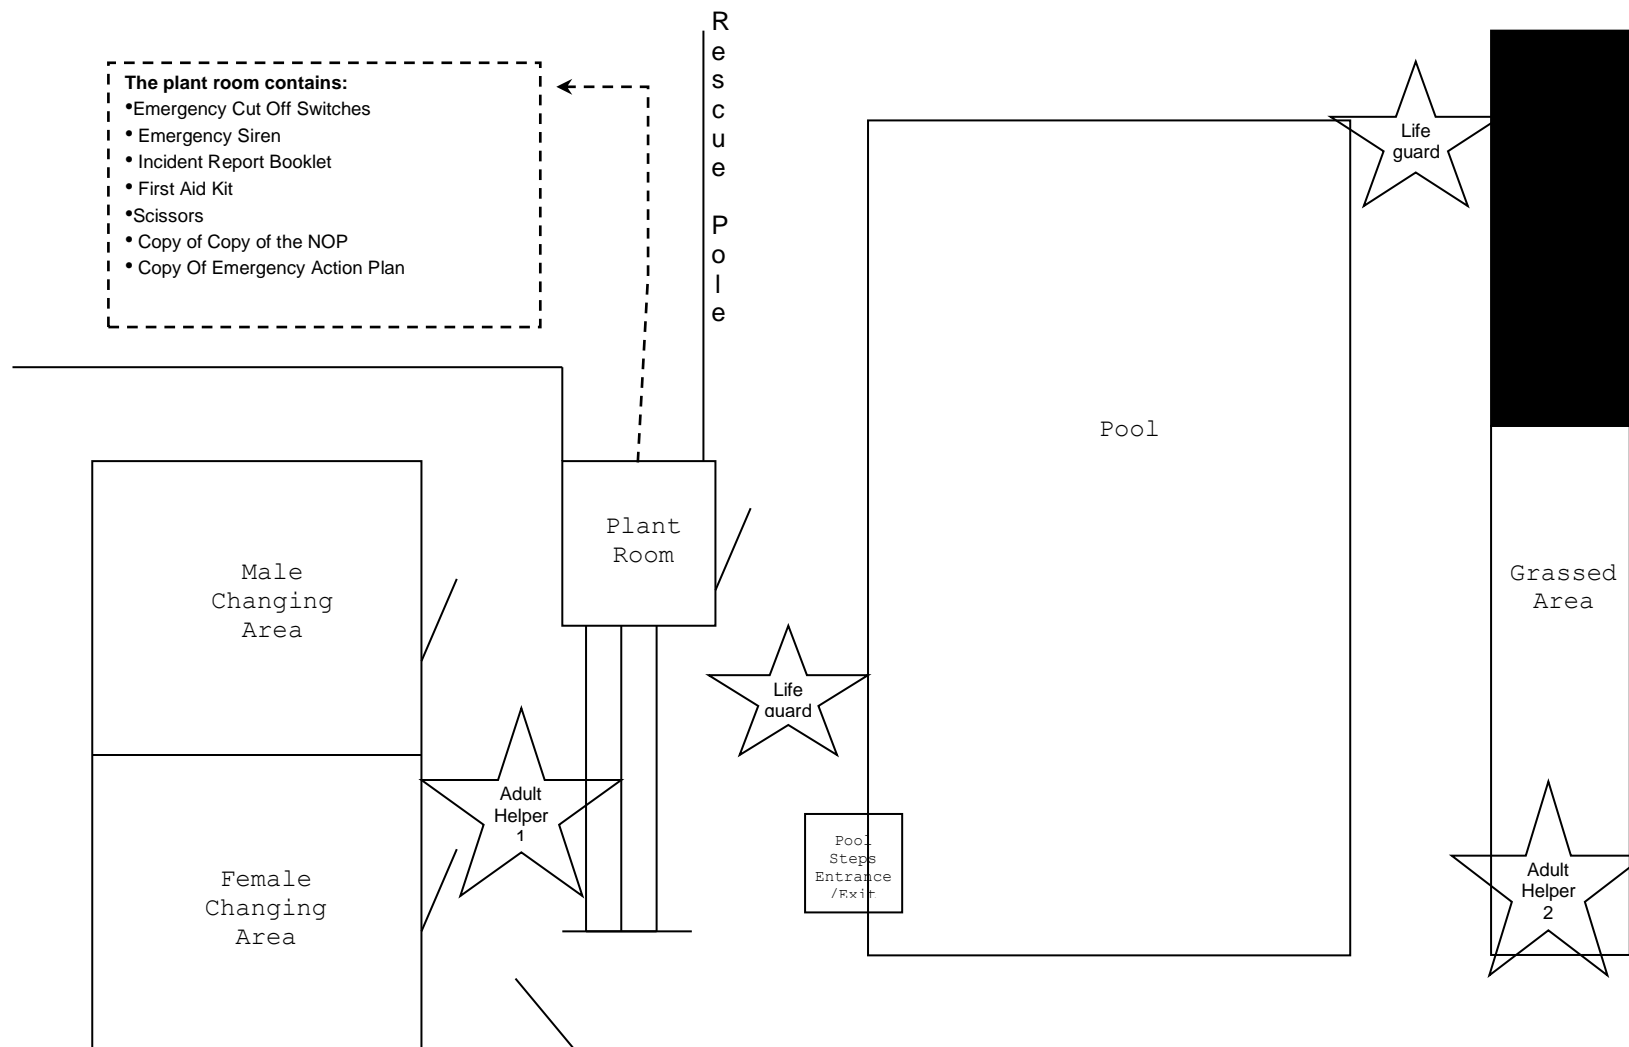 The plant room contains:
•Emergency Cut Off Switches
• Emergency Siren
• Incident Report Booklet
• First Aid Kit
•Scissors
• Copy of Copy of the NOP
• Copy Of Emergency Action Plan
Rescue Pole
Life
guard
Pool
Plant
Room
Male
Changing
Area
Grassed
Area
Life
guard
Adult
Helper
1
Pool
Steps
Entrance
/Exit
Female
Changing
Area
Adult
Helper
2